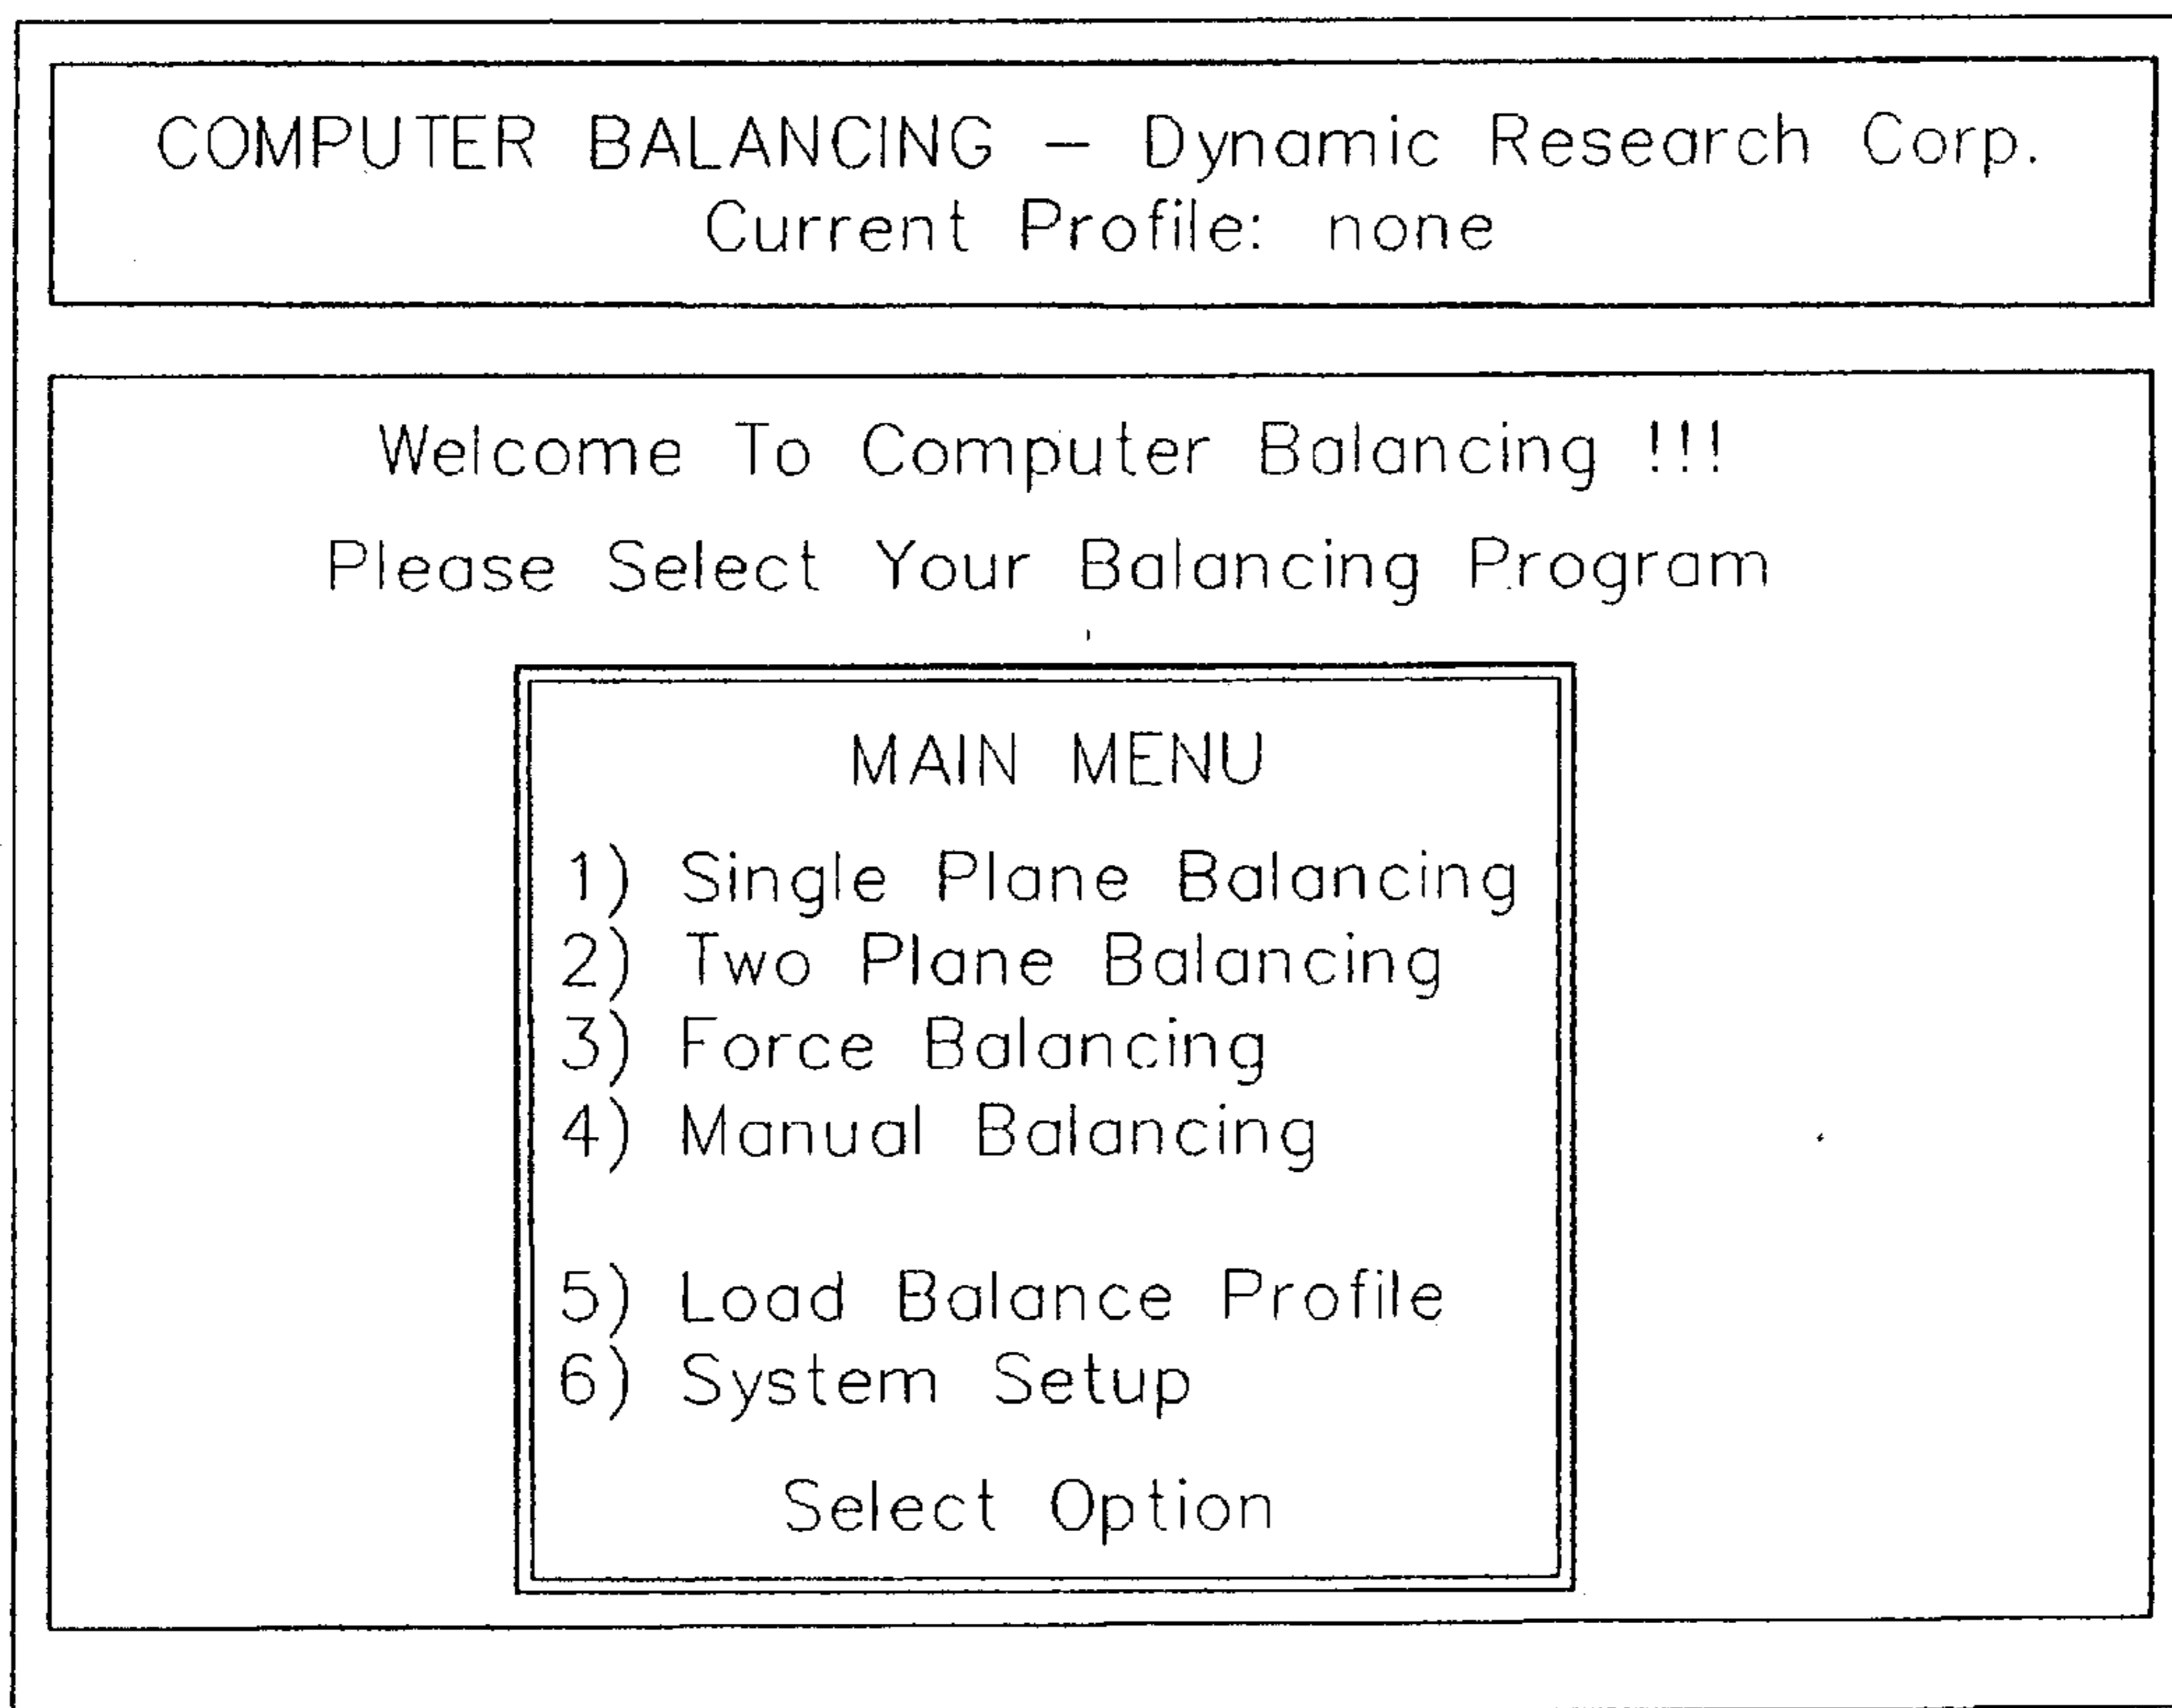 COMPUTER BALANCING – Dynamic Research Corp.
Current Profile: none
Welcome To Computer Balancing !!!
Please Select Your Balancing Program
MAIN MENU
1) Single Plane Balancing
2) Two Plane Balancing
3) Force Balancing
4) Manual Balancing
5) Load Balance Profile
6) System Setup
Select Option